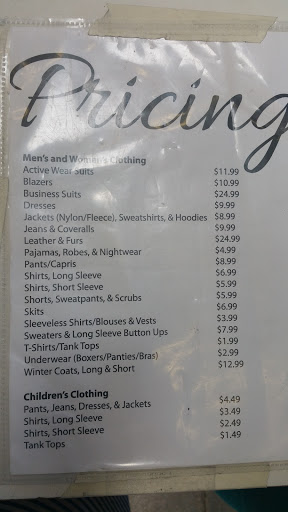 Pricing
Men's and Women's Clothing
Active Wear Suits $11.99
Blazers $10.99
Business Suits $24.99
Dresses $9.99
Jackets (Nylon/Fleece), Sweatshirts, & Hoodies $8.99
Jeans & Coveralls $9.99
Leather & Furs $24.99
Pajamas, Robes, & Nightwear $4.99
Pants/Capris $8.99
Shirts, Long Sleeve $6.99
Shirts, Short Sleeve $5.99
Shorts, Sweatpants, & Scrubs $5.99
Skits $6.99
Sleeveless Shirts/Blouses & Vests $3.99
Sweaters & Long Sleeve Button Ups $7.99
T-Shirts/Tank Tops $1.99
Underwear (Boxers/Panties/Bras) $2.99
Winter Coats, Long & Short $12.99
Children's Clothing
Pants, Jeans, Dresses, & Jackets $4.49
Shirts, Long Sleeve $3.49
Shirts, Short Sleeve $2.49
Tank Tops $1.49